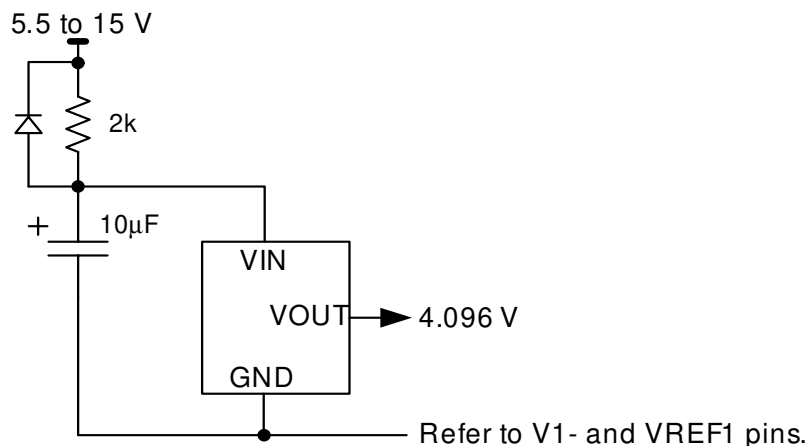 5.5 to 15 V
2k
+
10μF
VIN
VOUT
4.096 V
GND
Refer to V1- and VREF1 pins.